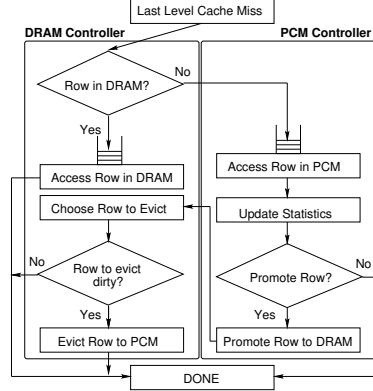 Last Level Cache Miss
DRAM Controller
PCM Controller
Row in DRAM?
No
Yes
Access Row in DRAM
Access Row in PCM
Choose Row to Evict
Update Statistics
No
Row to evict
dirty?
Promote Row?
No
Yes
Yes
Evict Row to PCM
Promote Row to DRAM
DONE